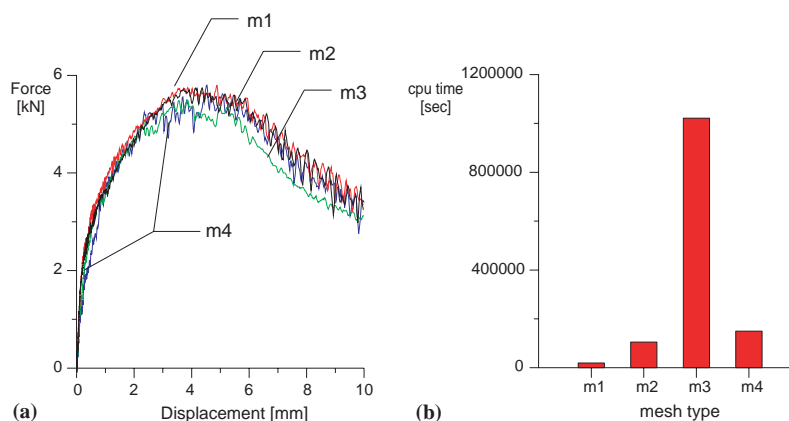 m1
m2
m3
m4
Force
[kN]
6
4
2
0
0
2
4
6
8
10
Displacement [mm]
(a)
cpu time
[sec]
1200000
800000
400000
0
m1
m2
m3
m4
mesh type
(b)